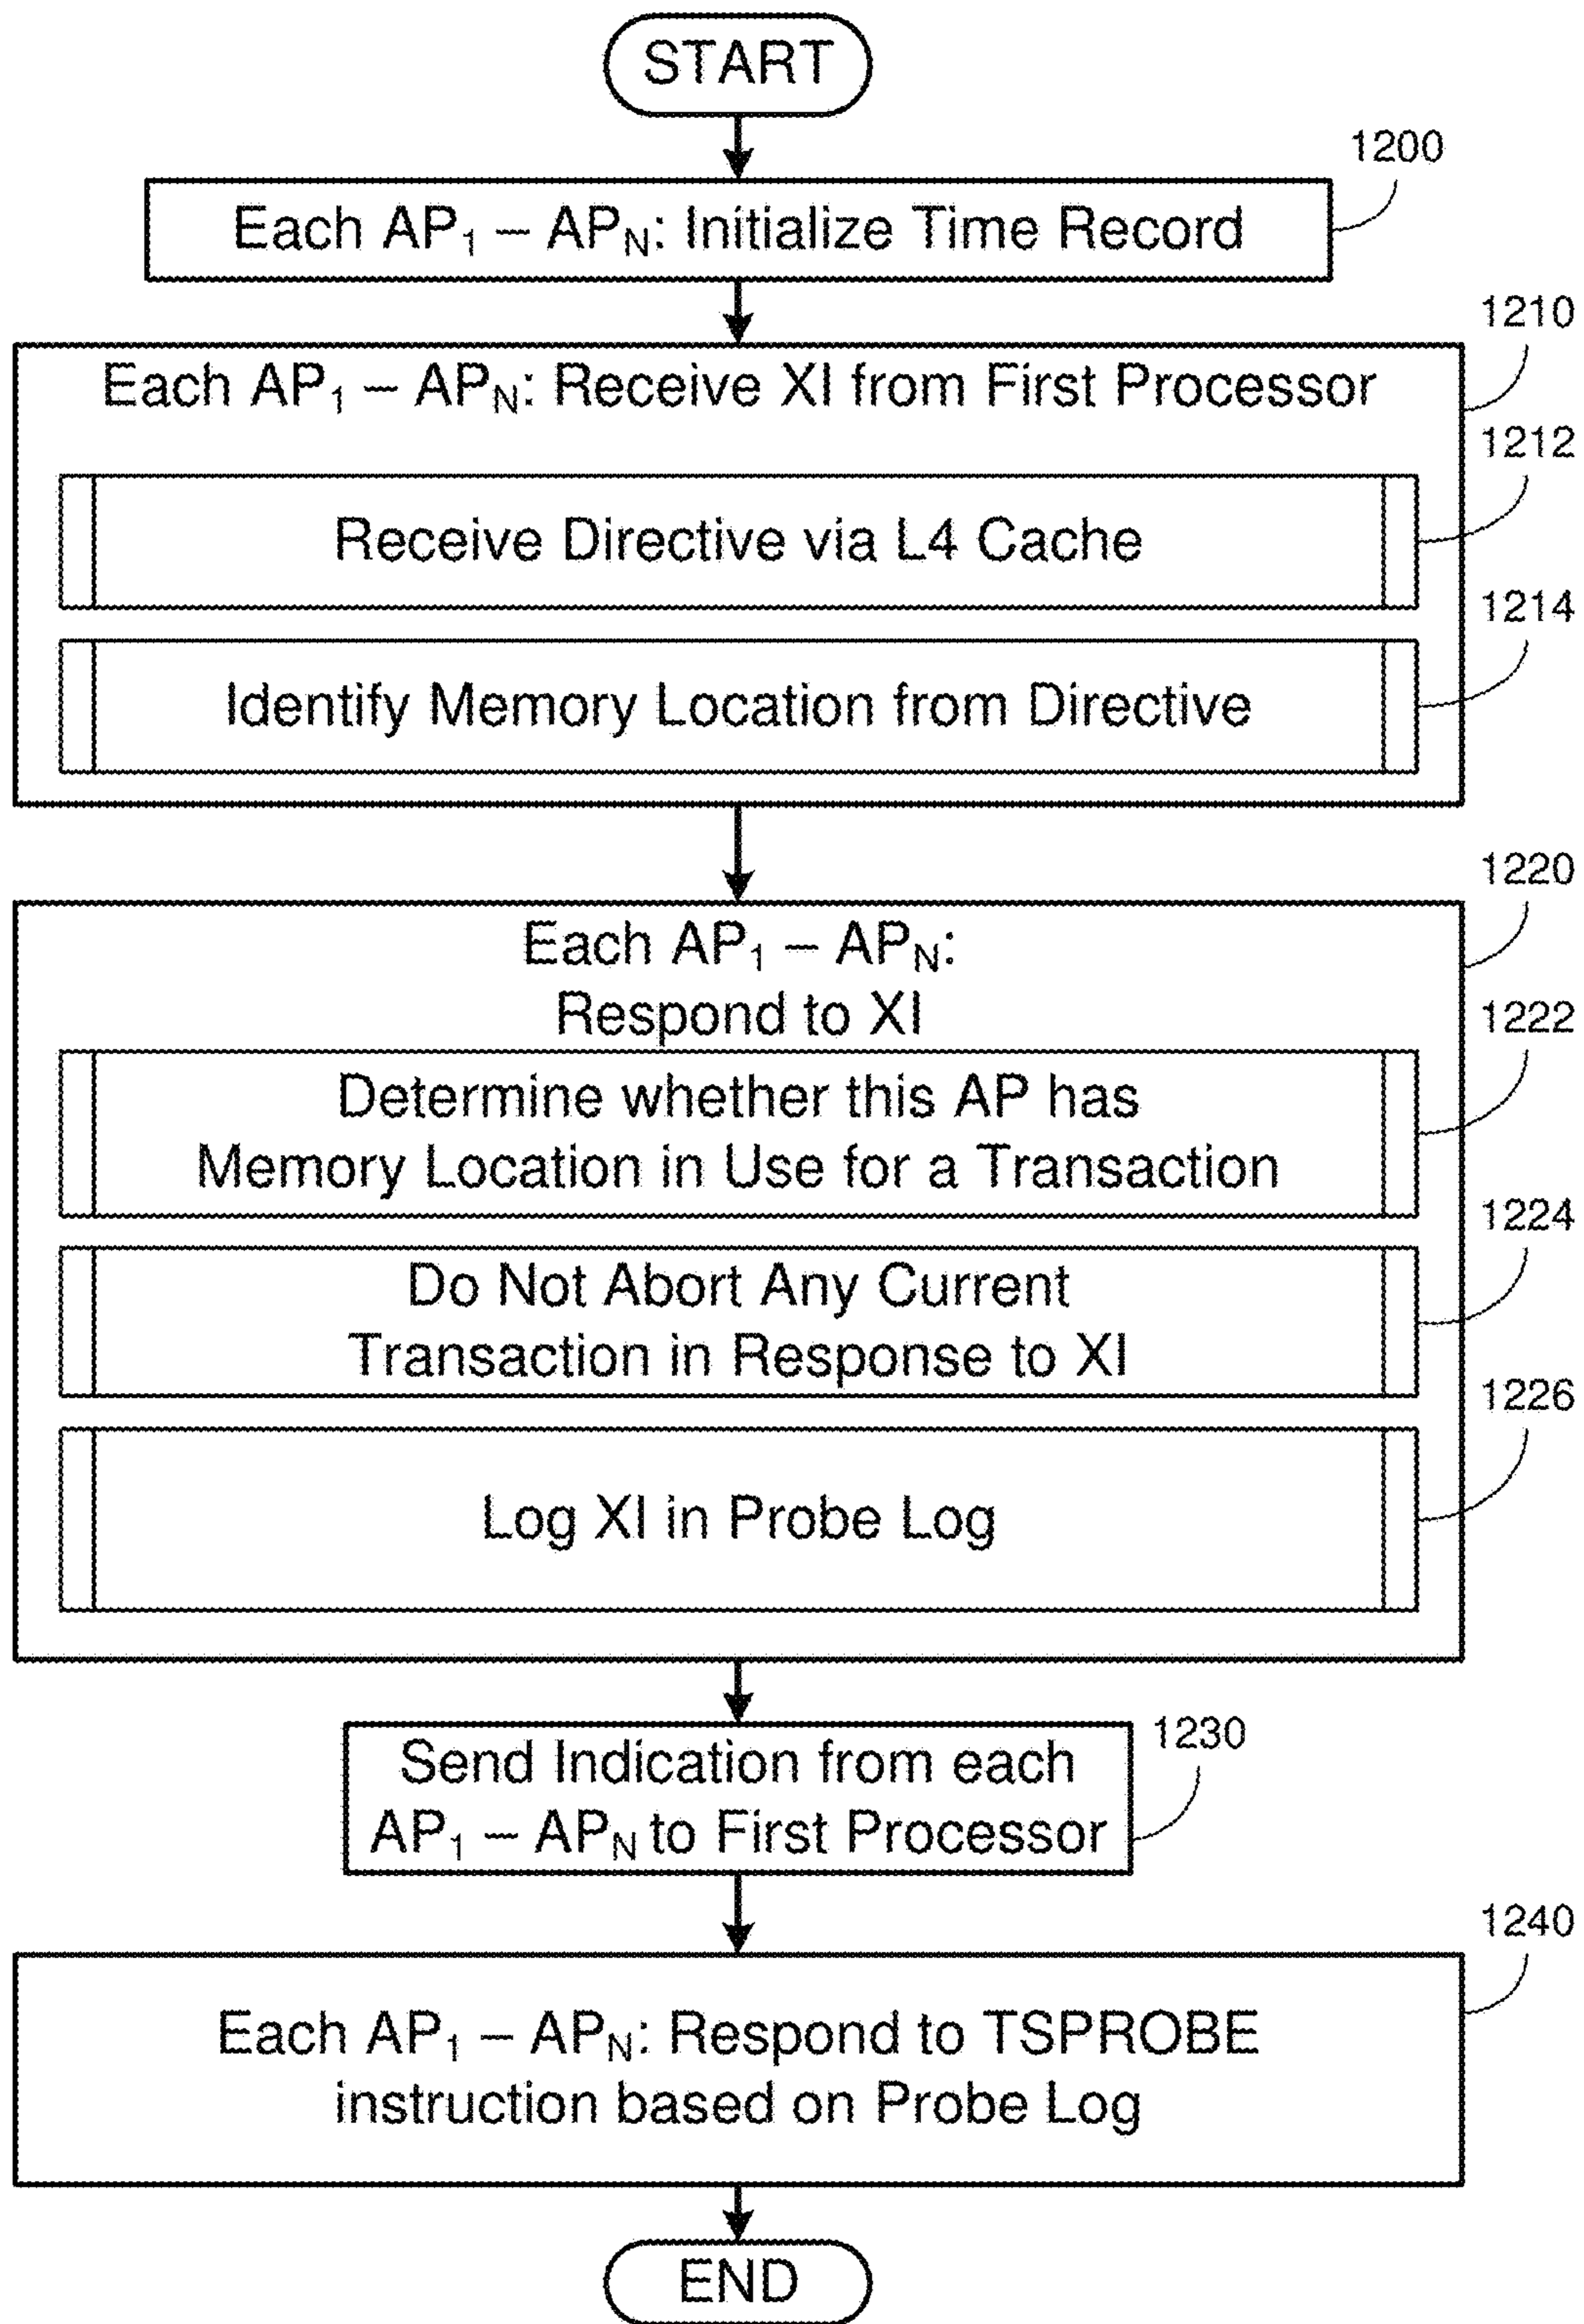 START
1200
Each AP₁ – APN: Initialize Time Record
1210
Each AP₁ – APN: Receive XI from First Processor
1212
Receive Directive via L4 Cache
1214
Identify Memory Location from Directive
1220
Each AP₁ – APN:
Respond to XI
1222
Determine whether this AP has
Memory Location in Use for a Transaction
1224
Do Not Abort Any Current
Transaction in Response to XI
1226
Log XI in Probe Log
1230
Send Indication from each
AP₁ – APN to First Processor
1240
Each AP₁ – APN: Respond to TSPROBE
instruction based on Probe Log
END